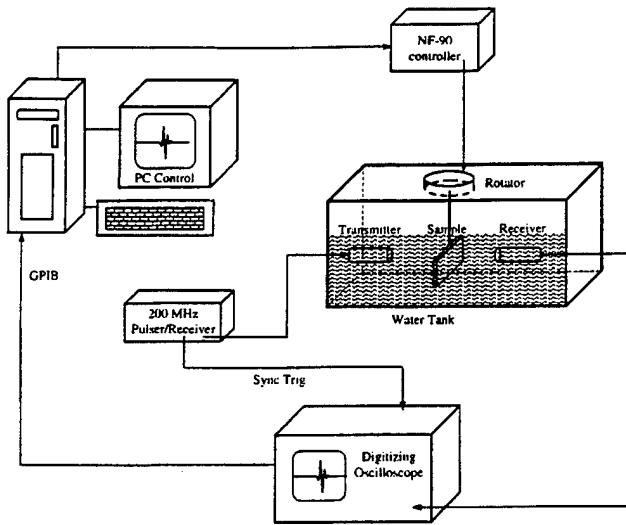 NF-90
controller
PC Control
Rotator
Transmitter
Sample
Receiver
GPIB
200 MHz
Pulser/Receiver
Water Tank
Sync Trig
Digitizing
Oscilloscope